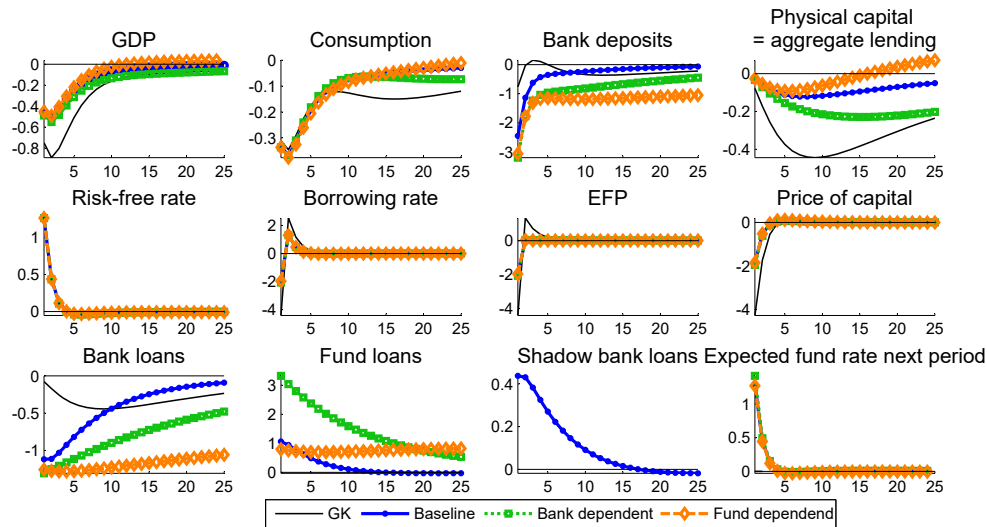 GDP
Consumption
Bank deposits
Physical capital
= aggregate lending
0
-0.2
-0.4
-0.6
-0.8
5 10 15 20 25
0
-0.1
-0.2
-0.3
5 10 15 20 25
0
-1
-2
-3
5 10 15 20 25
0
-0.2
-0.4
5 10 15 20 25
Risk-free rate
Borrowing rate
EFP
Price of capital
1
0.5
0
5 10 15 20 25
2
0
-2
-4
5 10 15 20 25
0
-2
-4
5 10 15 20 25
0
-2
-4
5 10 15 20 25
Bank loans
Fund loans
Shadow bank loans
Expected fund rate next period
0
-0.5
-1
5 10 15 20 25
3
2
1
0
5 10 15 20 25
0.4
0.2
0
5 10 15 20 25
1
0.5
0
5 10 15 20 25
GK Baseline Bank dependent Fund dependend